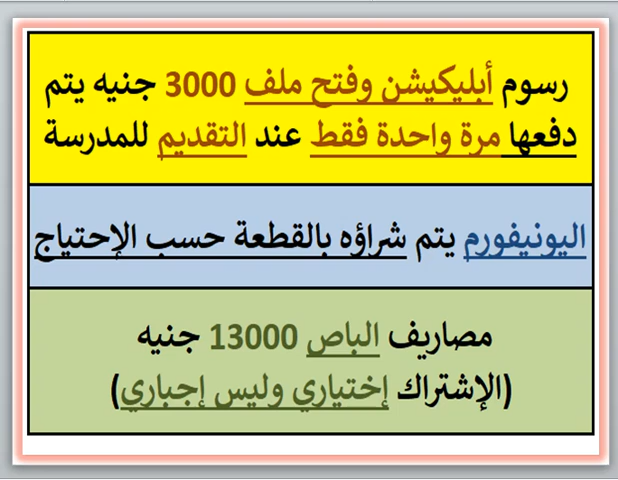 رسوم أبليكيشن وفتح ملف 3000 جنيه يتم
دفعها مرة واحدة فقط عند التقديم للمدرسة
اليونيفورم يتم شراؤه بالقطعة حسب الإحتياج
مصاريف الباص 13000 جنيه
(الإشتراك إختياري وليس إجباري)